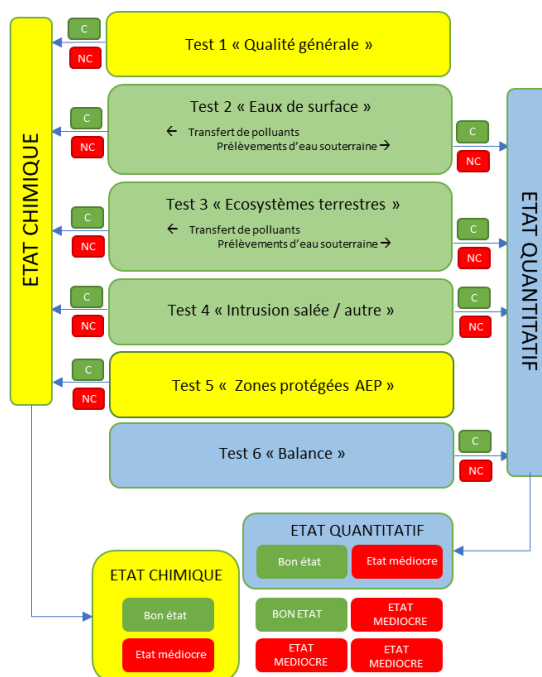 C
NC
Test 1 « Qualité générale »
ETAT CHIMIQUE
C
NC
Test 2 « Eaux de surface »
← Transfert de polluants
Prélèvements d'eau souterraine →
C
NC
ETAT QUANTITATIF
C
NC
Test 3 « Ecosystèmes terrestres »
← Transfert de polluants
Prélèvements d'eau souterraine →
C
NC
C
NC
Test 4 « Intrusion salée / autre »
C
NC
C
NC
Test 5 « Zones protégées AEP »
Test 6 « Balance »
C
NC
ETAT QUANTITATIF
Bon état
Etat médiocre
ETAT CHIMIQUE
Bon état
BON ETAT
ETAT
MEDIOCRE
Etat médiocre
ETAT
MEDIOCRE
ETAT
MEDIOCRE